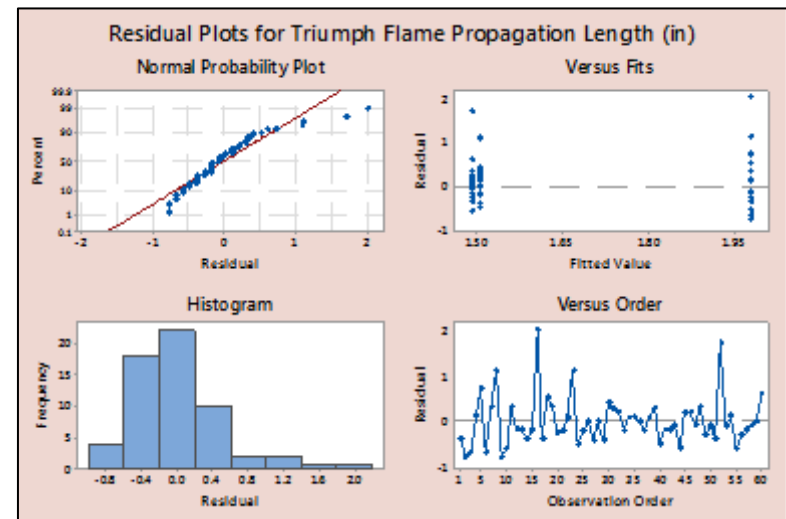 Residual Plots for Triumph Flame Propagation Length (in)
Normal Probability Plot
99.9
99
90
50
10
1
0.1
Percent
-2 -1 0 1 2
Residual
Versus Fits
2
1
0
-1
Residual
1.50 1.65 1.80 1.95
Fitted Value
Histogram
20
15
10
5
0
Frequency
-0.8 -0.4 0.0 0.4 0.8 1.2 1.6 2.0
Residual
Versus Order
2
1
0
-1
Residual
1 5 10 15 20 25 30 35 40 45 50 55 60
Observation Order